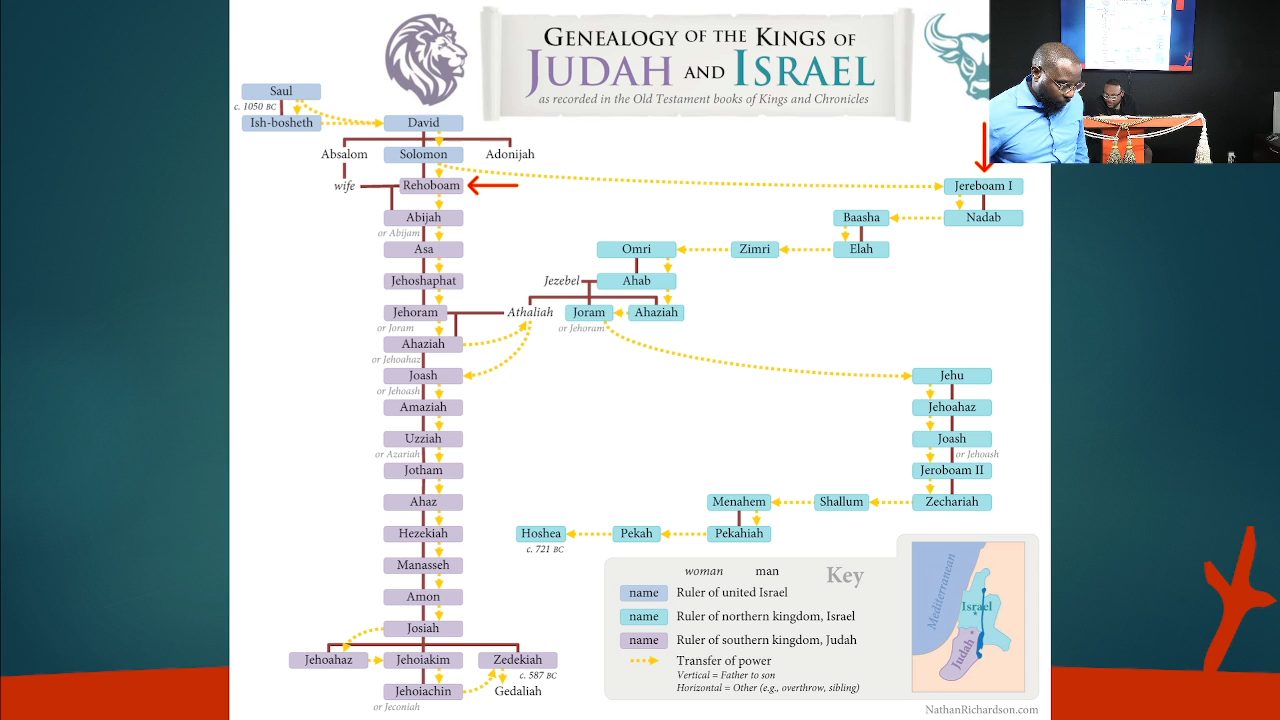 GENEALOGY OF THE KINGS OF
JUDAH AND ISRAEL
as recorded in the Old Testament books of Kings and Chronicles
Saul
c. 1050 BC
Ish-bosheth
David
Absalom
Solomon
Adonijah
wife
Rehoboam
Jereboam I
Abijah
or Abijam
Baasha
Nadab
Asa
Omri
Zimri
Elah
Jehoshaphat
Jezebel
Ahab
Jehoram
or Joram
Athaliah
Joram
or Jehoram
Ahaziah
Ahaziah
or Jehoahaz
Joash
or Jehoash
Jehu
Amaziah
Jehoahaz
Uzziah
or Azariah
Joash
or Jehoash
Jotham
Jeroboam II
Ahaz
Menahem
Shallum
Zechariah
Hezekiah
Hoshea
c. 721 BC
Pekah
Pekahiah
Manasseh
Amon
Josiah
Jehoahaz
Jehoiakim
Zedekiah
c. 587 BC
Jehoiachin
or Jeconiah
Gedaliah
woman man Key
name Ruler of united Israel
name Ruler of northern kingdom, Israel
name Ruler of southern kingdom, Judah
Transfer of power
Vertical = Father to son
Horizontal = Other (e.g., overthrow, sibling)
Mediterranean
Israel
Judah
NathanRichardson.com